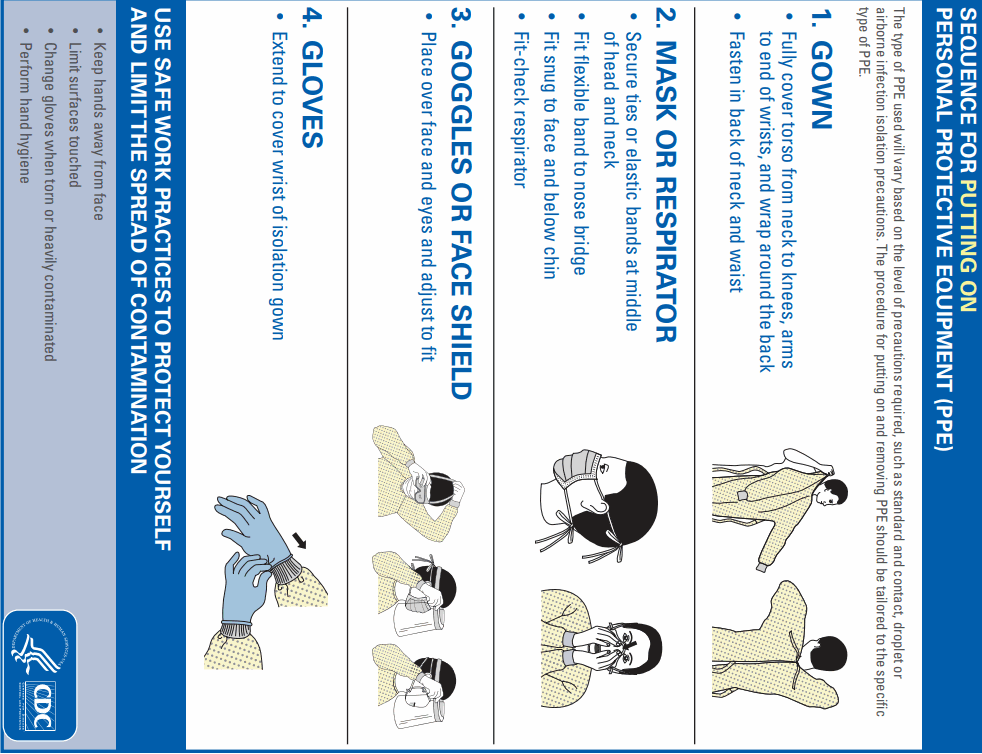 SEQUENCE FOR PUTTING ON
PERSONAL PROTECTIVE EQUIPMENT (PPE)
The type of PPE used will vary based on the level of precautions required, such as standard and contact, droplet or
airborne infection isolation precautions. The procedure for putting on and removing PPE should be tailored to the specific
type of PPE.
1. GOWN
• Fully cover torso from neck to knees, arms
to end of wrists, and wrap around the back
• Fasten in back of neck and waist
2. MASK OR RESPIRATOR
• Secure ties or elastic bands at middle
of head and neck
• Fit flexible band to nose bridge
• Fit snug to face and below chin
• Fit-check respirator
3. GOGGLES OR FACE SHIELD
• Place over face and eyes and adjust to fit
4. GLOVES
• Extend to cover wrist of isolation gown
USE SAFE WORK PRACTICES TO PROTECT YOURSELF
AND LIMIT THE SPREAD OF CONTAMINATION
• Keep hands away from face
• Limit surfaces touched
• Change gloves when torn or heavily contaminated
• Perform hand hygiene
DEPARTMENT OF HEALTH & HUMAN SERVICES • USA
CDC